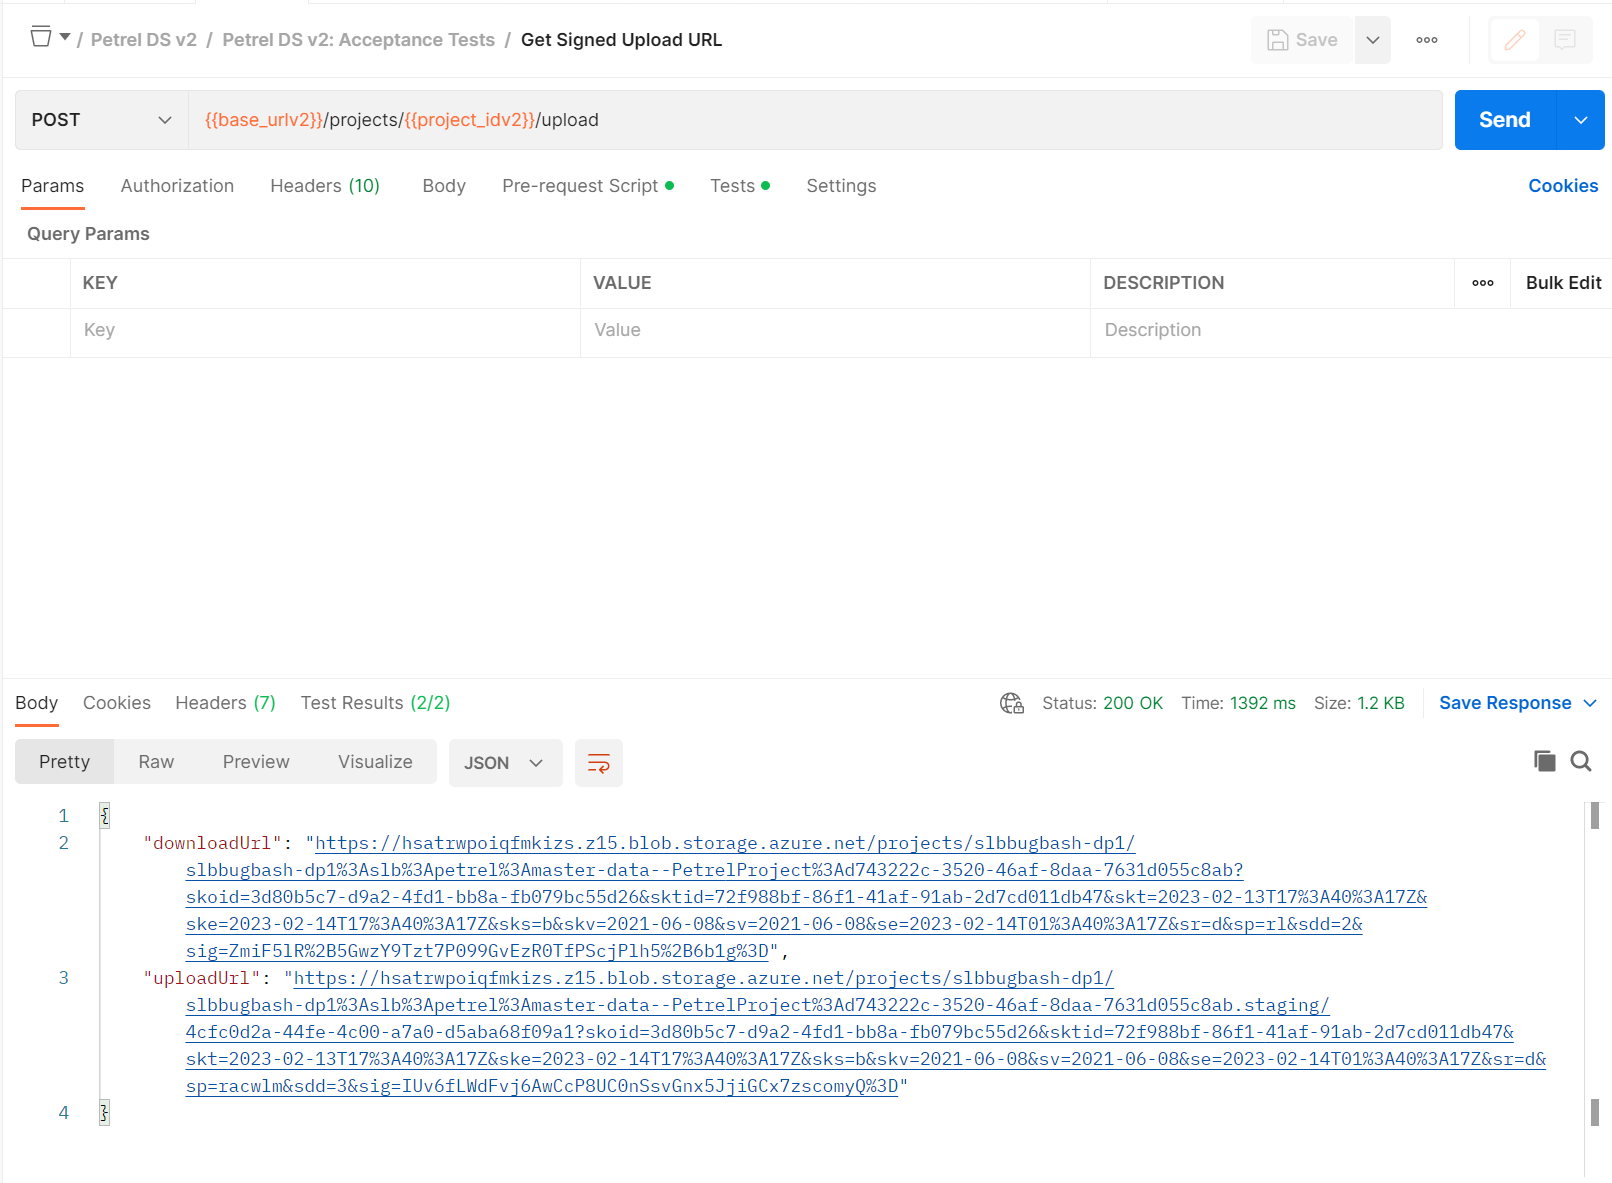 / Petrel DS v2 / Petrel DS v2: Acceptance Tests / Get Signed Upload URL
Save
POST
{{base_urlv2}}/projects/{{project_idv2}}/upload
Send
Params Authorization Headers (10) Body Pre-request Script Tests Settings Cookies
Query Params
KEY VALUE DESCRIPTION Bulk Edit
Key Value Description
Body Cookies Headers (7) Test Results (2/2) Status: 200 OK Time: 1392 ms Size: 1.2 KB Save Response
Pretty Raw Preview Visualize JSON
1 {
2 "downloadUrl": "https://hsatrwpoiqfmkizs.z15.blob.storage.azure.net/projects/slbbugbash-dp1/
slbbugbash-dp1%3Aslb%3Apetrel%3Amaster-data--PetrelProject%3Ad743222c-3520-46af-8daa-7631d055c8ab?
skoid=3d80b5c7-d9a2-4fd1-bb8a-fb079bc55d26&sktid=72f988bf-86f1-41af-91ab-2d7cd011db47&skt=2023-02-13T17%3A40%3A17Z&
ske=2023-02-14T17%3A40%3A17Z&sks=b&skv=2021-06-08&sv=2021-06-08&se=2023-02-14T01%3A40%3A17Z&sr=d&sp=rl&sdd=2&
sig=ZmiF5lR%2B5GwzY9Tzt7P099GvEzR0TfPScjPlh5%2B6b1g%3D",
3 "uploadUrl": "https://hsatrwpoiqfmkizs.z15.blob.storage.azure.net/projects/slbbugbash-dp1/
slbbugbash-dp1%3Aslb%3Apetrel%3Amaster-data--PetrelProject%3Ad743222c-3520-46af-8daa-7631d055c8ab.staging/
4cfc0d2a-44fe-4c00-a7a0-d5aba68f09a1?skoid=3d80b5c7-d9a2-4fd1-bb8a-fb079bc55d26&sktid=72f988bf-86f1-41af-91ab-2d7cd011db47&
skt=2023-02-13T17%3A40%3A17Z&ske=2023-02-14T17%3A40%3A17Z&sks=b&skv=2021-06-08&sv=2021-06-08&se=2023-02-14T01%3A40%3A17Z&sr=d&
sp=racwlm&sdd=3&sig=IUv6fLWdFvj6AwCcP8UC0nSsvGnx5JjiGCx7zscomyQ%3D"
4 }